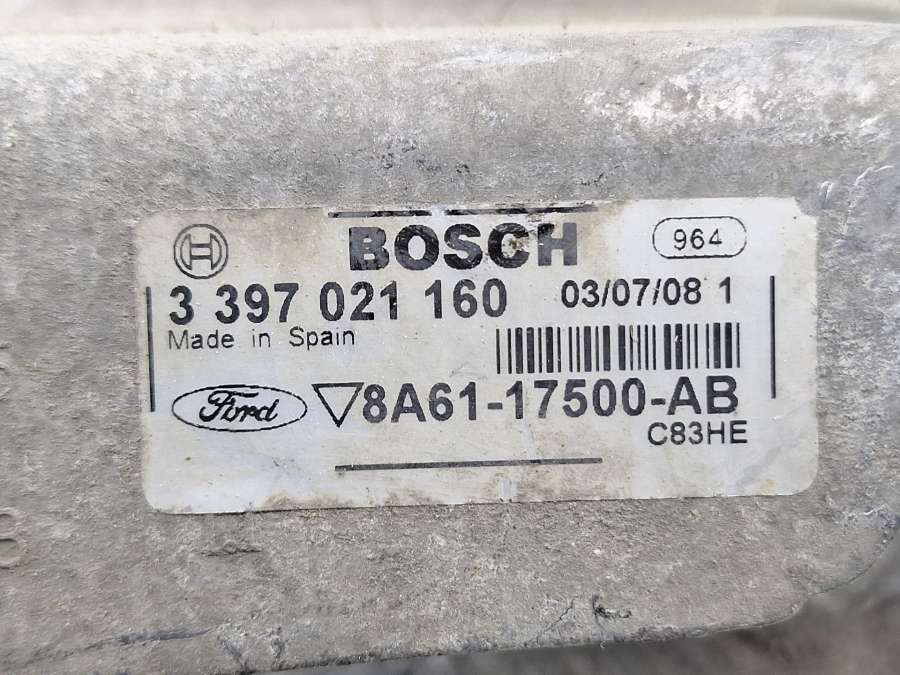 BOSCH 964
3 397 021 160 03/07/08 1
Made in Spain
Ford 8A61-17500-AB
C83HE